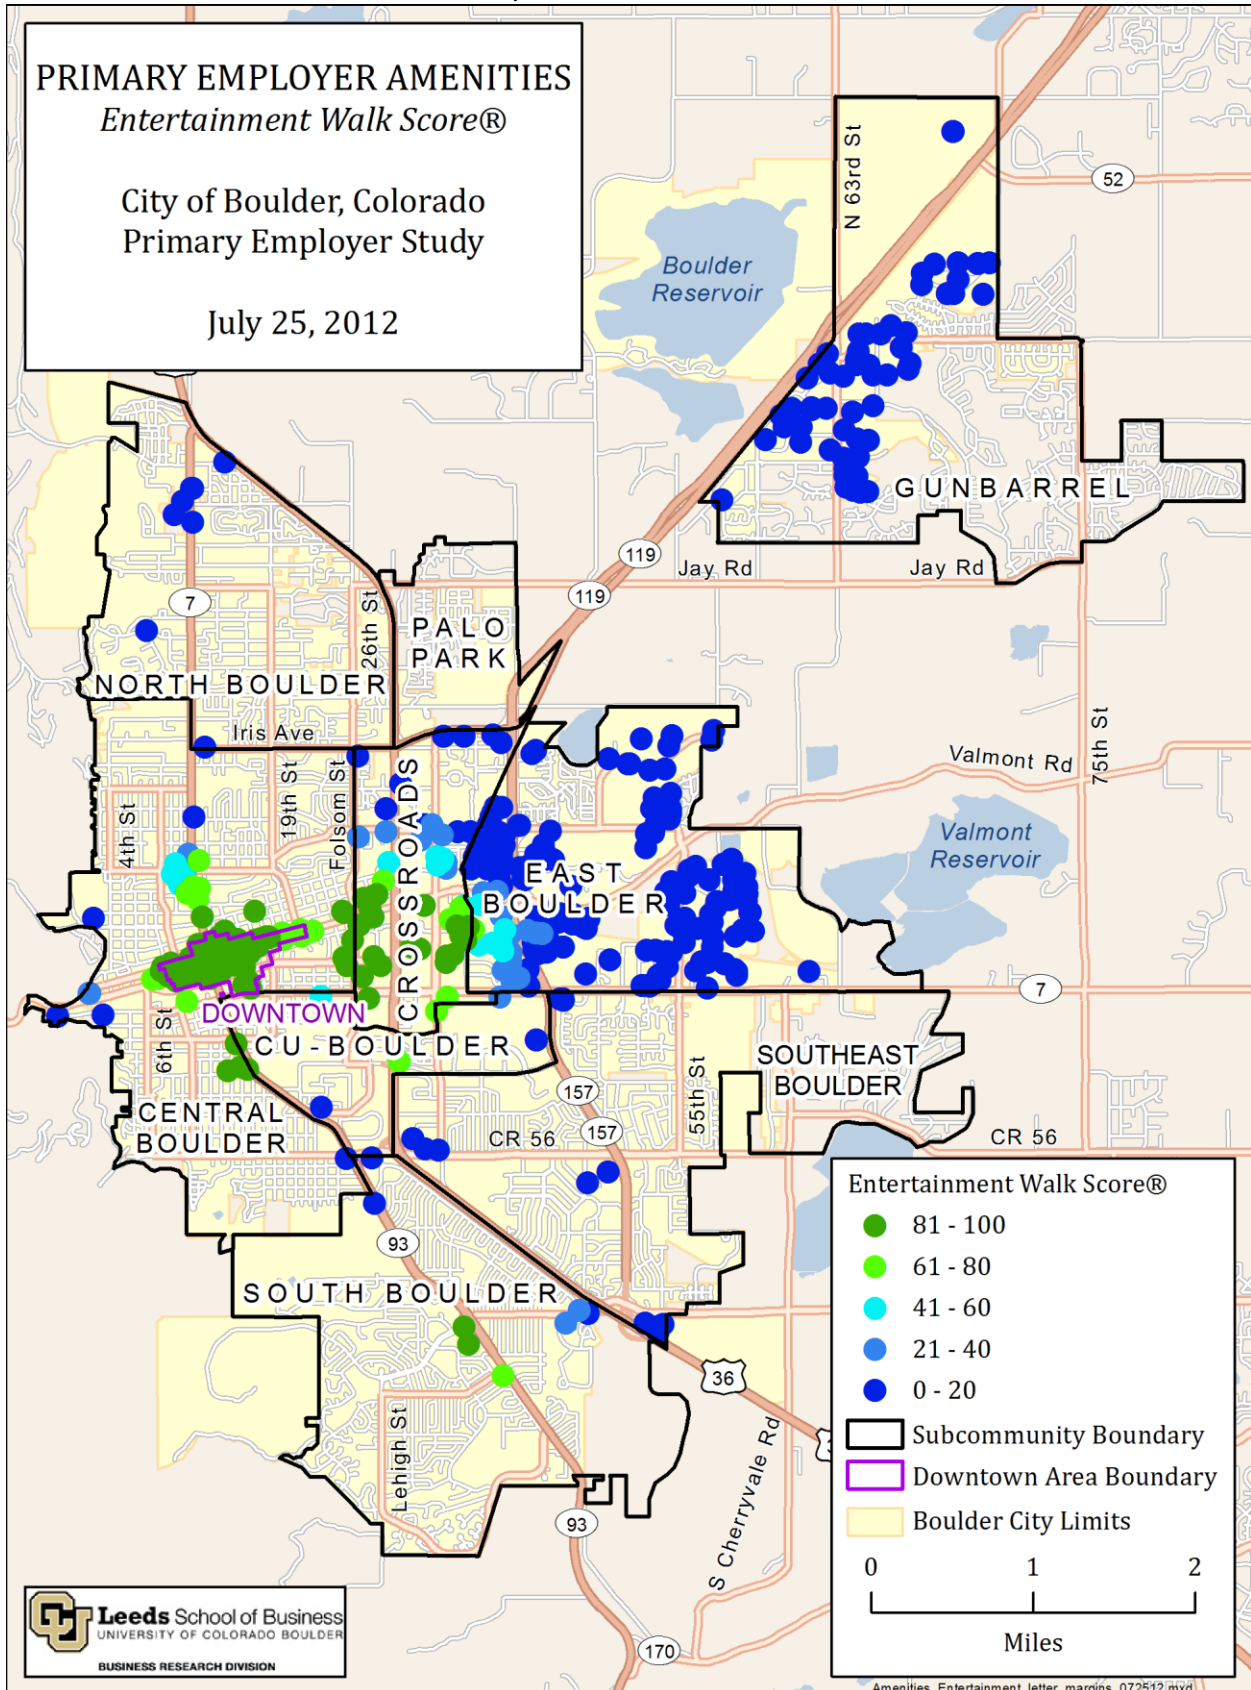 PRIMARY EMPLOYER AMENITIES
Entertainment Walk Score®
City of Boulder, Colorado
Primary Employer Study
July 25, 2012
N 63rd St
52
Boulder
Reservoir
GUNBARREL
119
119
Jay Rd
Jay Rd
7
26th St
PALO
PARK
NORTH BOULDER
Iris Ave
75th St
Valmont Rd
4th St
19th St
Folsom St
CROSSROADS
Valmont
Reservoir
EAST
BOULDER
7
DOWNTOWN
CU-BOULDER
6th St
SOUTHEAST
BOULDER
157
55th St
CENTRAL
BOULDER
157
CR 56
CR 56
93
SOUTH BOULDER
36
Lehigh St
93
S Cherryvale Rd
170
Entertainment Walk Score®
81 - 100
61 - 80
41 - 60
21 - 40
0 - 20
Subcommunity Boundary
Downtown Area Boundary
Boulder City Limits
0 1 2
Miles
CU
Leeds School of Business
UNIVERSITY OF COLORADO BOULDER
BUSINESS RESEARCH DIVISION
Amenities_Entertainment_letter_margins_072512.mxd